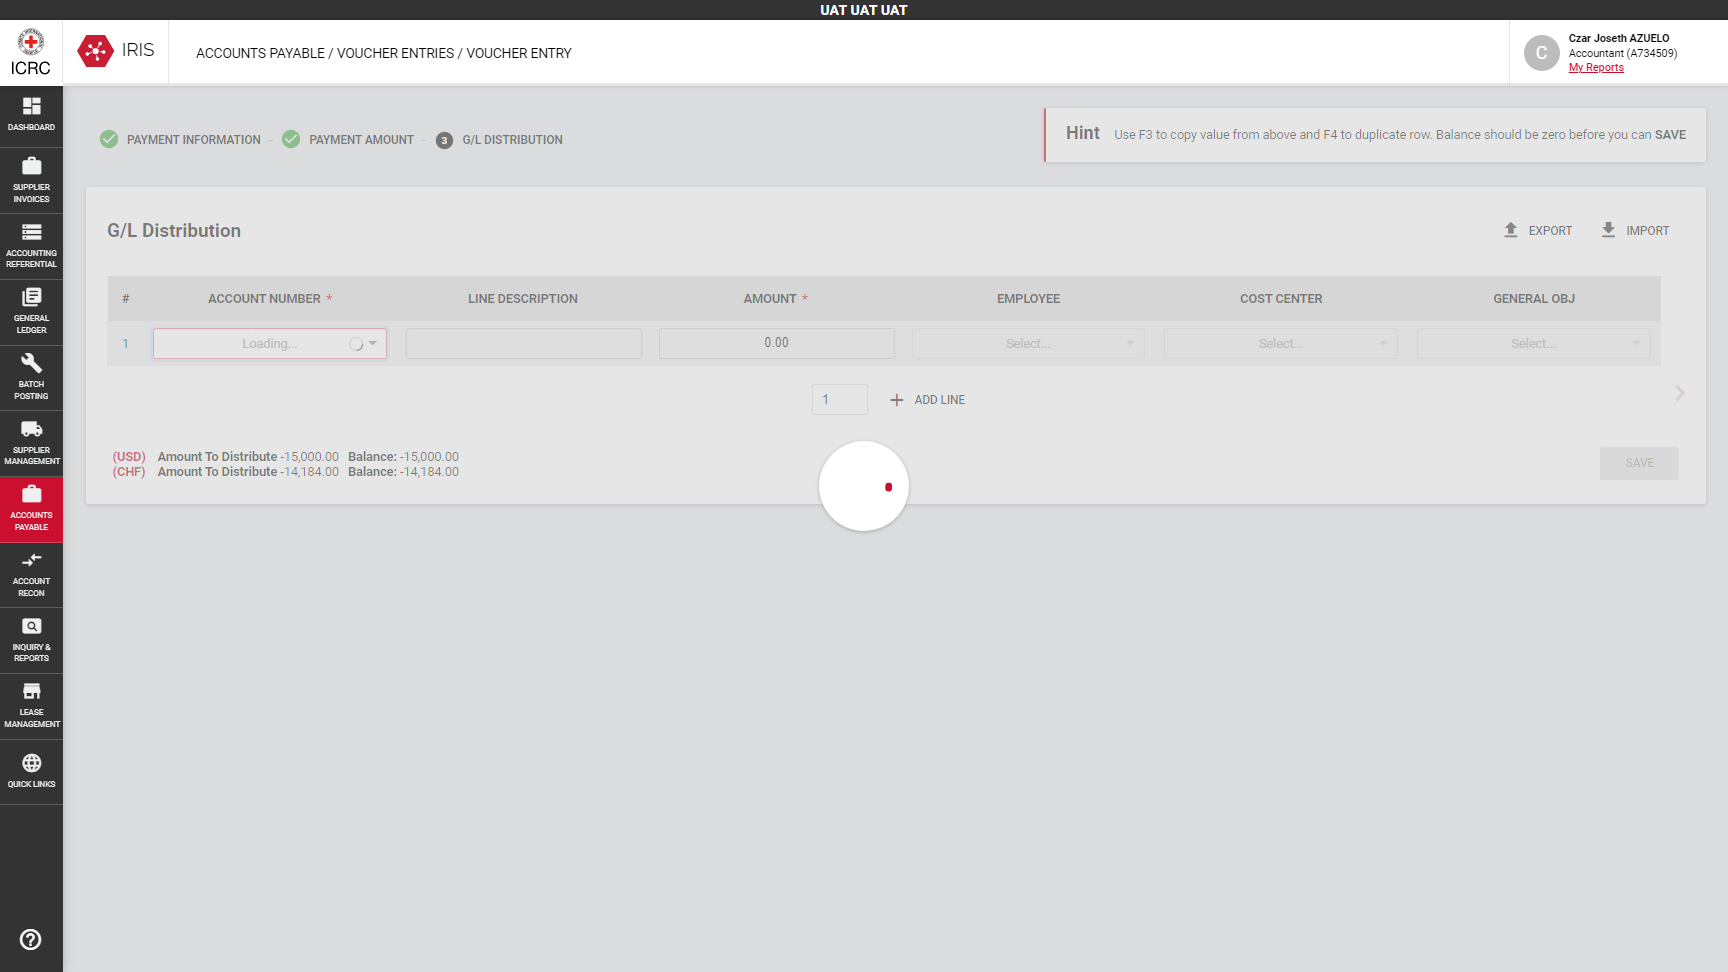 UAT UAT UAT
ICRC
IRIS
ACCOUNTS PAYABLE / VOUCHER ENTRIES / VOUCHER ENTRY
C
Czar Joseth AZUELO
Accountant (A734509)
My Reports
DASHBOARD
SUPPLIER
INVOICES
ACCOUNTING
REFERENTIAL
GENERAL
LEDGER
BATCH
POSTING
SUPPLIER
MANAGEMENT
ACCOUNTS
PAYABLE
ACCOUNT
RECON
INQUIRY &
REPORTS
LEASE
MANAGEMENT
QUICK LINKS
PAYMENT INFORMATION
PAYMENT AMOUNT
3 G/L DISTRIBUTION
Hint Use F3 to copy value from above and F4 to duplicate row. Balance should be zero before you can SAVE
G/L Distribution
EXPORT
IMPORT
# ACCOUNT NUMBER * LINE DESCRIPTION AMOUNT * EMPLOYEE COST CENTER GENERAL OBJ
1 Loading... 0.00 Select... Select... Select...
1 ADD LINE
(USD) Amount To Distribute -15,000.00 Balance: -15,000.00
(CHF) Amount To Distribute -14,184.00 Balance: -14,184.00
SAVE